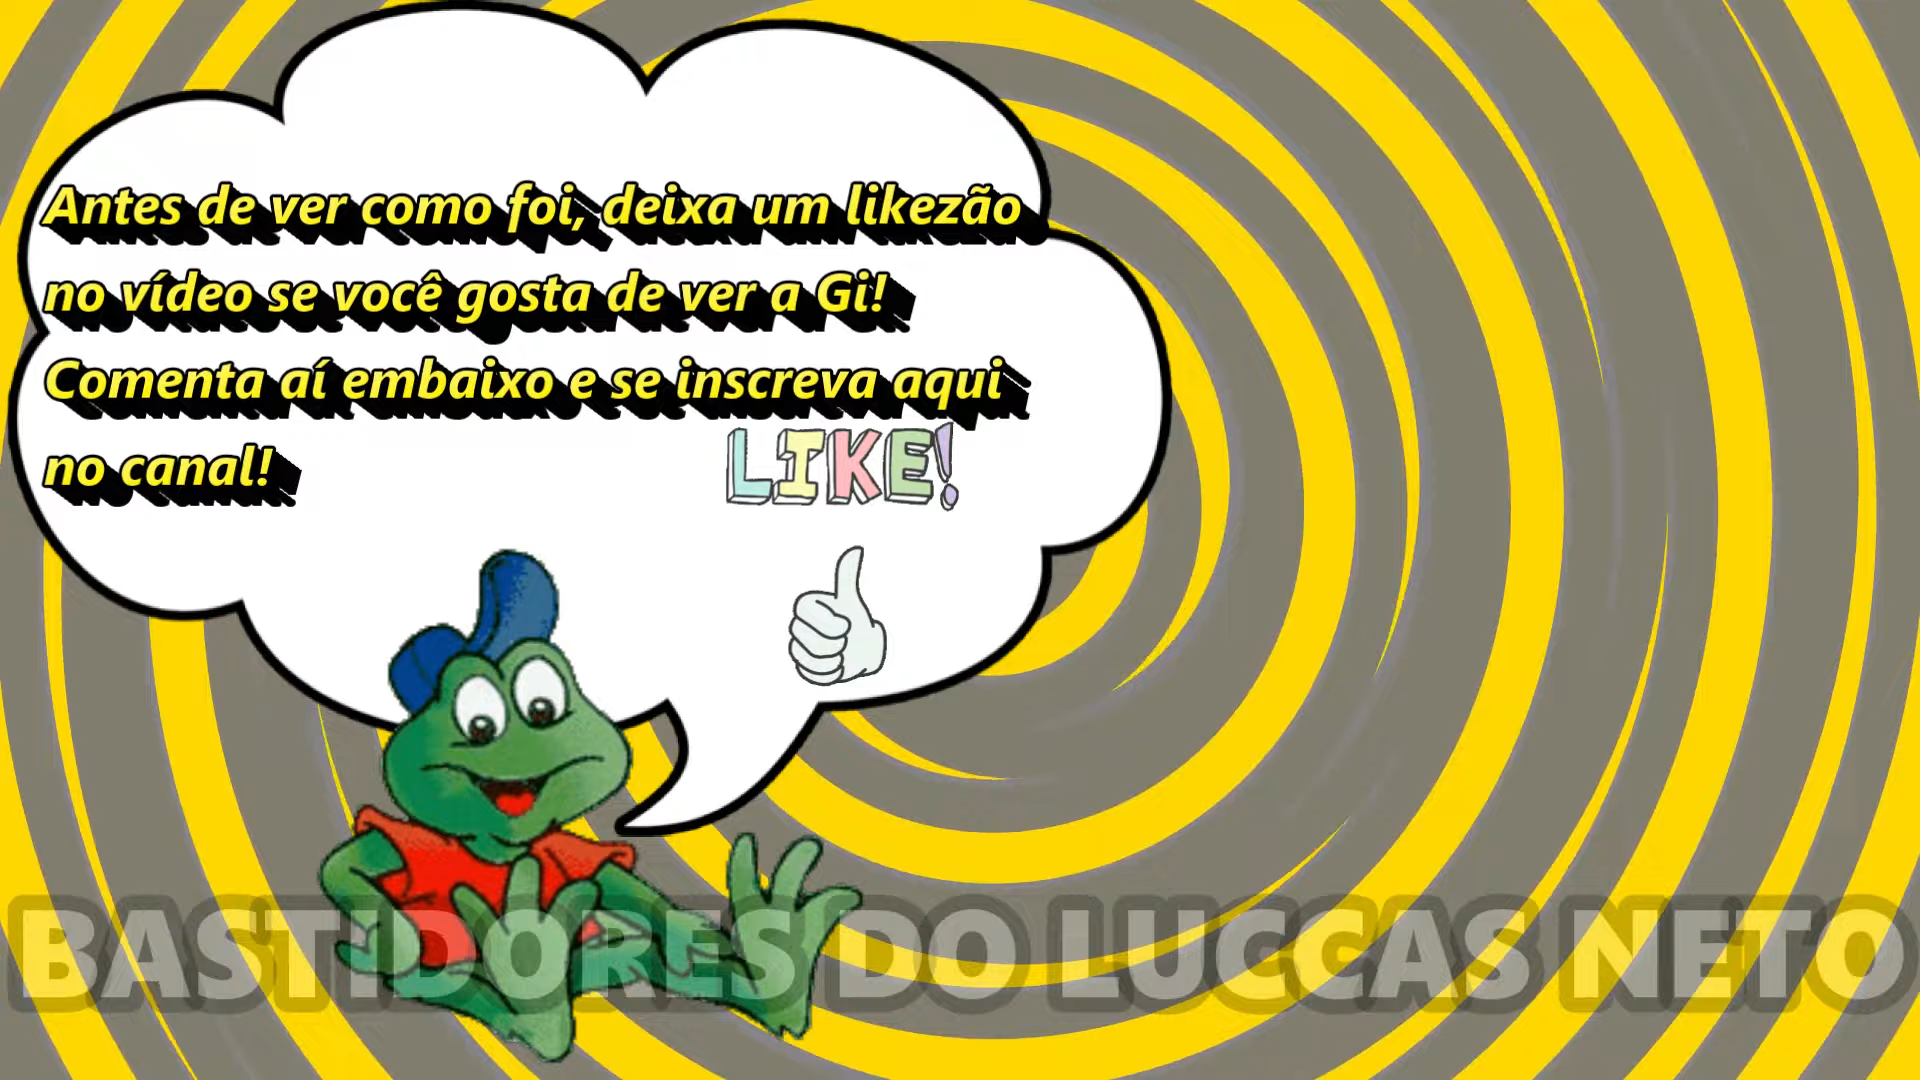 Antes de ver como foi, deixa um likezão
no vídeo se você gosta de ver a Gi!
Comenta aí embaixo e se inscreva aqui
no canal!
LIKE!
BASTIDORES DO LUCCAS NETO